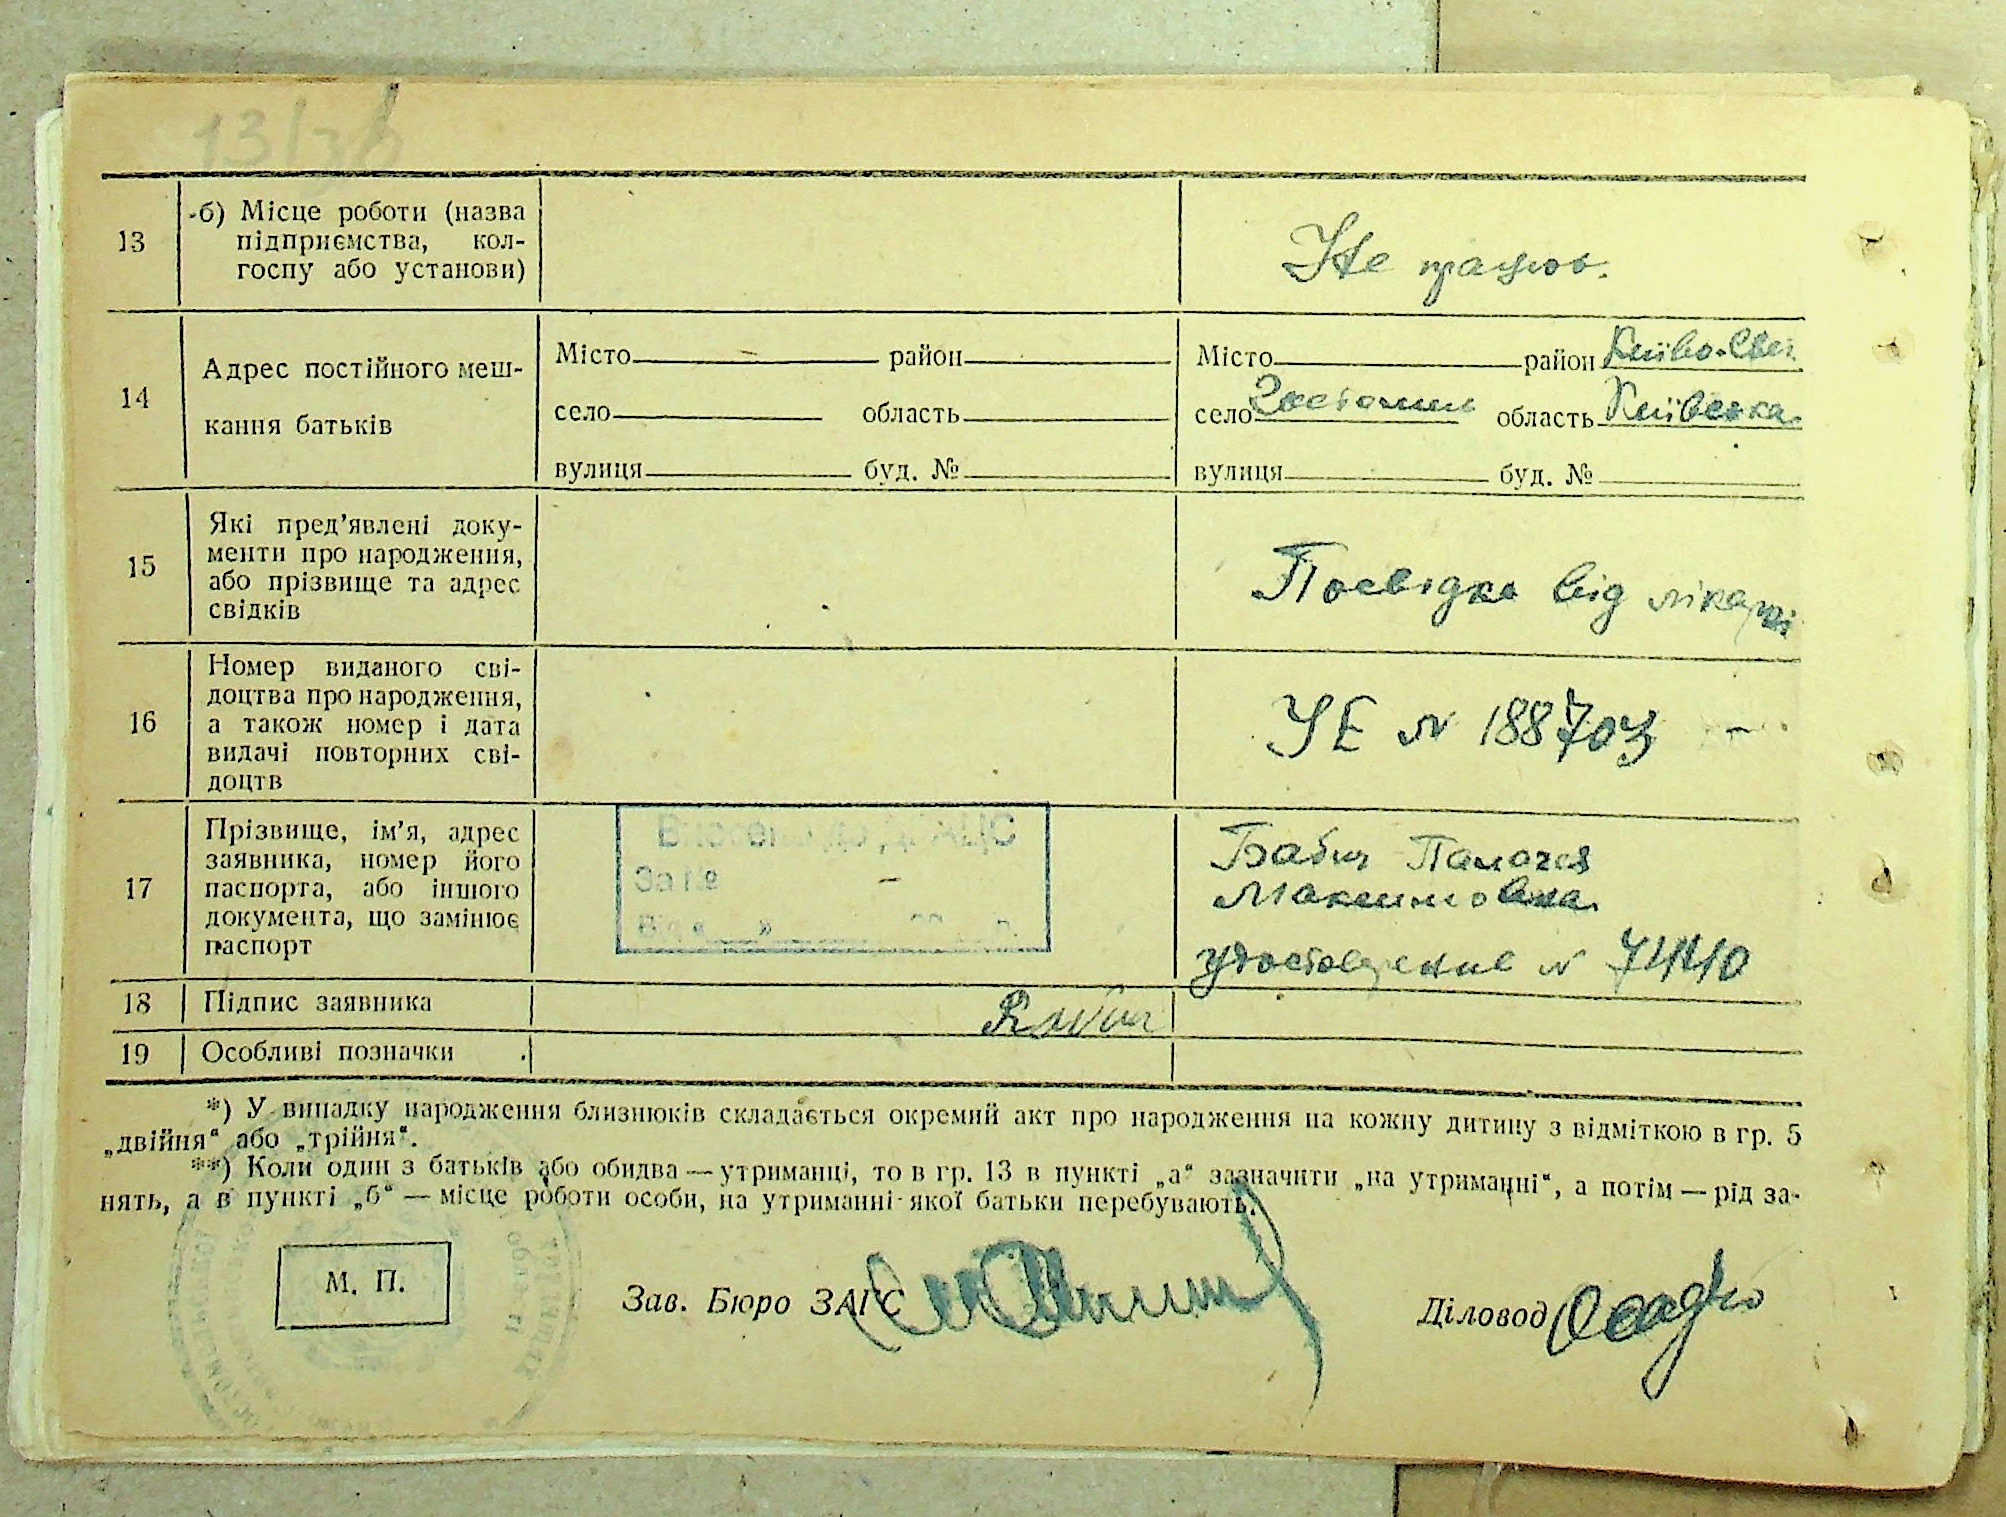 13
-б) Місце роботи (назва
підприємства, кол-
госпу або установи)
Не працює.
14
Адрес постійного меш-
кання батьків
Місто район
село область
вулиця буд. №
Місто район Київо-Свят
село Гостомель область Київська
вулиця буд. №
15
Які пред'явлені доку-
менти про народження,
або прізвище та адрес
свідків
Посвідка від лікарні
16
Номер виданого сві-
доцтва про народження,
а також номер і дата
видачі повторних сві-
доцтв
УЕ № 188703
17
Прізвище, ім'я, адрес
заявника, номер його
паспорта, або іншого
документа, що замінює
паспорт
Бабич
Максимовна
удостоверение №
18 Підпис заявника
19 Особливі позначки
*) У випадку народження близнюків складається окремий акт про народження на кожну дитину з відміткою в гр. 5
„двійня“ або „трійня“.
**) Коли один з батьків або обидва — утриманці, то в гр. 13 в пункті „а“ зазначити „на утриманні“, а потім — рід за-
нять, а в пункті „б“ — місце роботи особи, на утриманні якої батьки перебувають.
М. П.
Зав. Бюро ЗАГС
Діловод